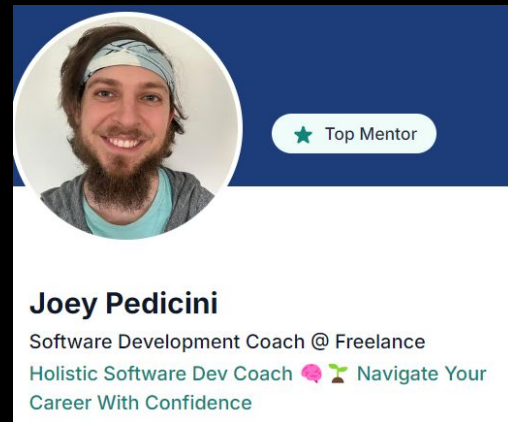 Top Mentor
Joey Pedicini
Software Development Coach @ Freelance
Holistic Software Dev Coach 🧠🌱 Navigate Your
Career With Confidence